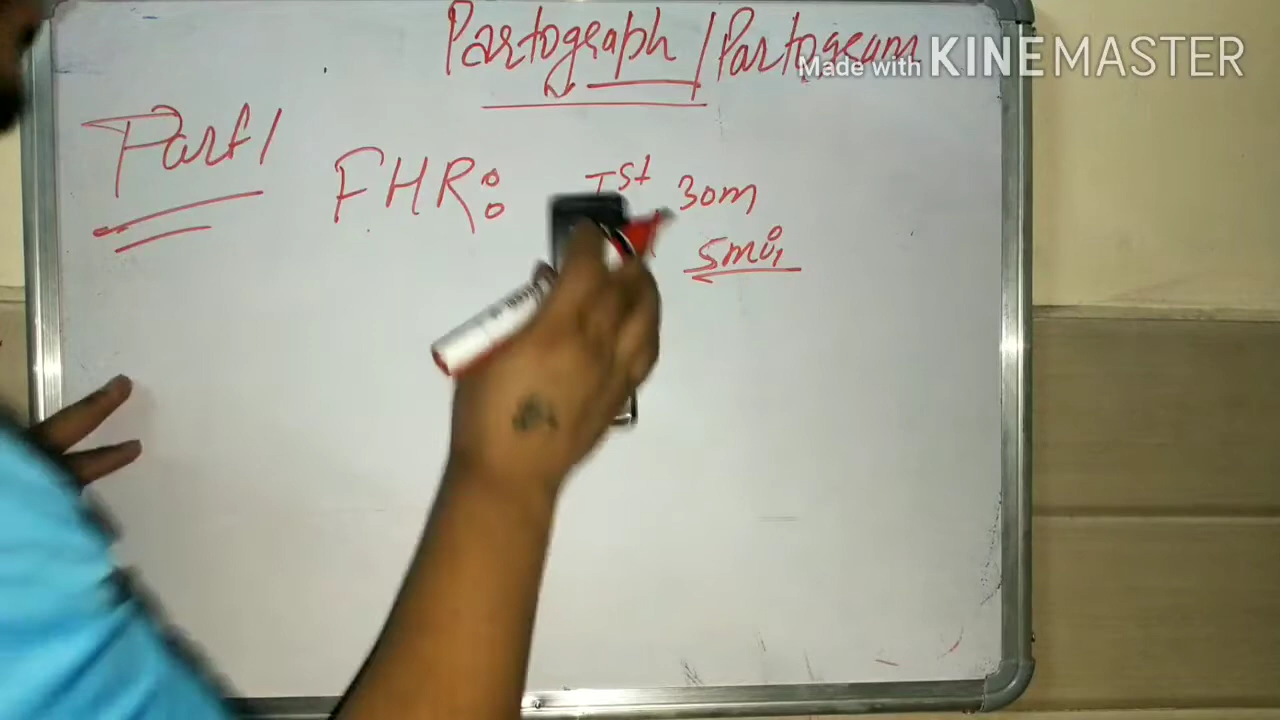 Partograph / Partogram
Made with KINEMASTER
Part 1
FHR: Ist 30m
5min